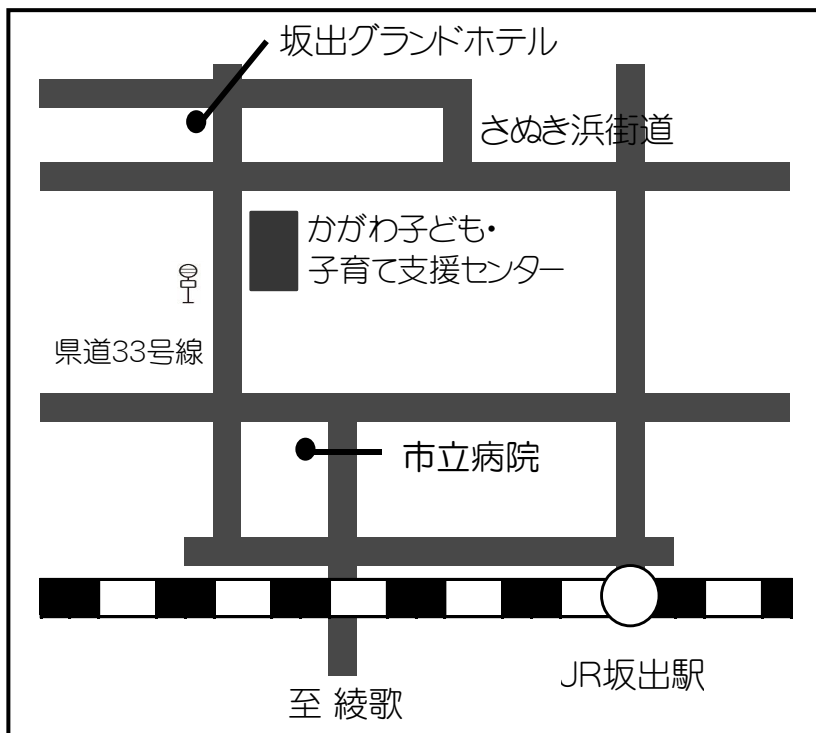 坂出グランドホテル
さぬき浜街道
かがわ子ども・
子育て支援センター
県道33号線
市立病院
JR坂出駅
至 綾歌